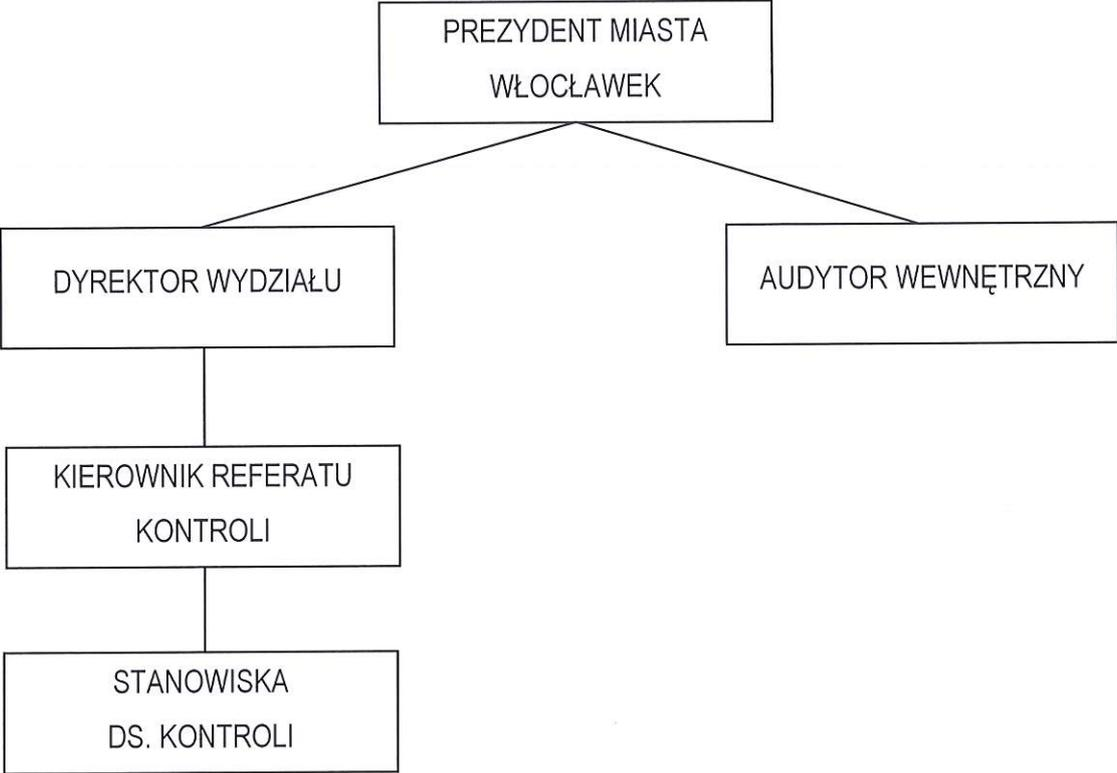 PREZYDENT MIASTA
WŁOCŁAWEK
DYREKTOR WYDZIAŁU
AUDYTOR WEWNĘTRZNY
KIEROWNIK REFERATU
KONTROLI
STANOWISKA
DS. KONTROLI